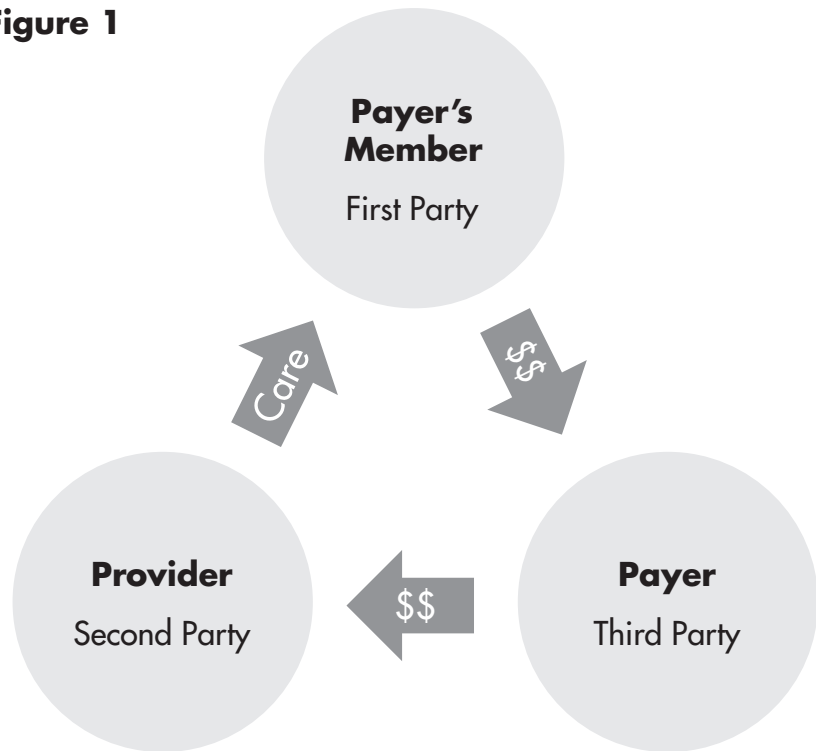 Figure 1
Payer’s
Member
First Party
$$
Care
Provider
Second Party
$$
Payer
Third Party